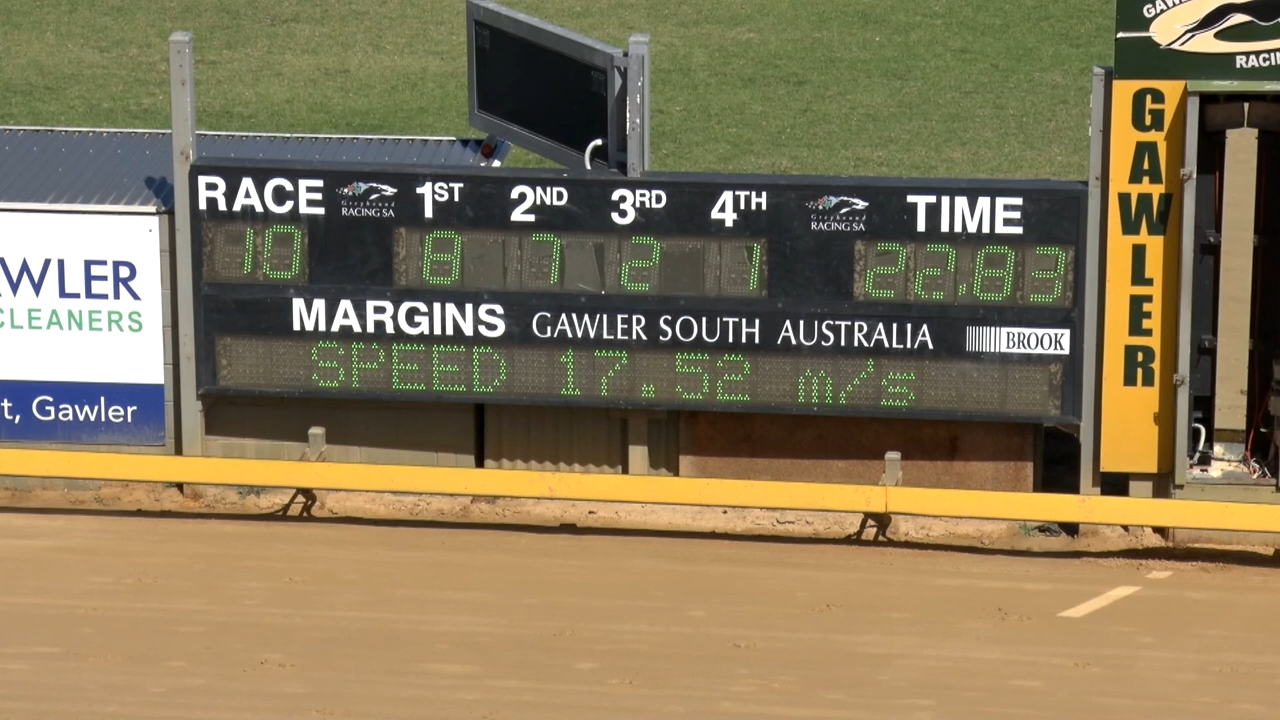 GAWL
RACIN
RACE
Greyhound
RACING SA
1ST
2ND
3RD
4TH
Greyhound
RACING SA
TIME
10
8
7
2
1
22.83
MARGINS
GAWLER SOUTH AUSTRALIA
BROOK
SPEED 17.52 m/s
AWLER
CLEANERS
t, Gawler
GAWLER